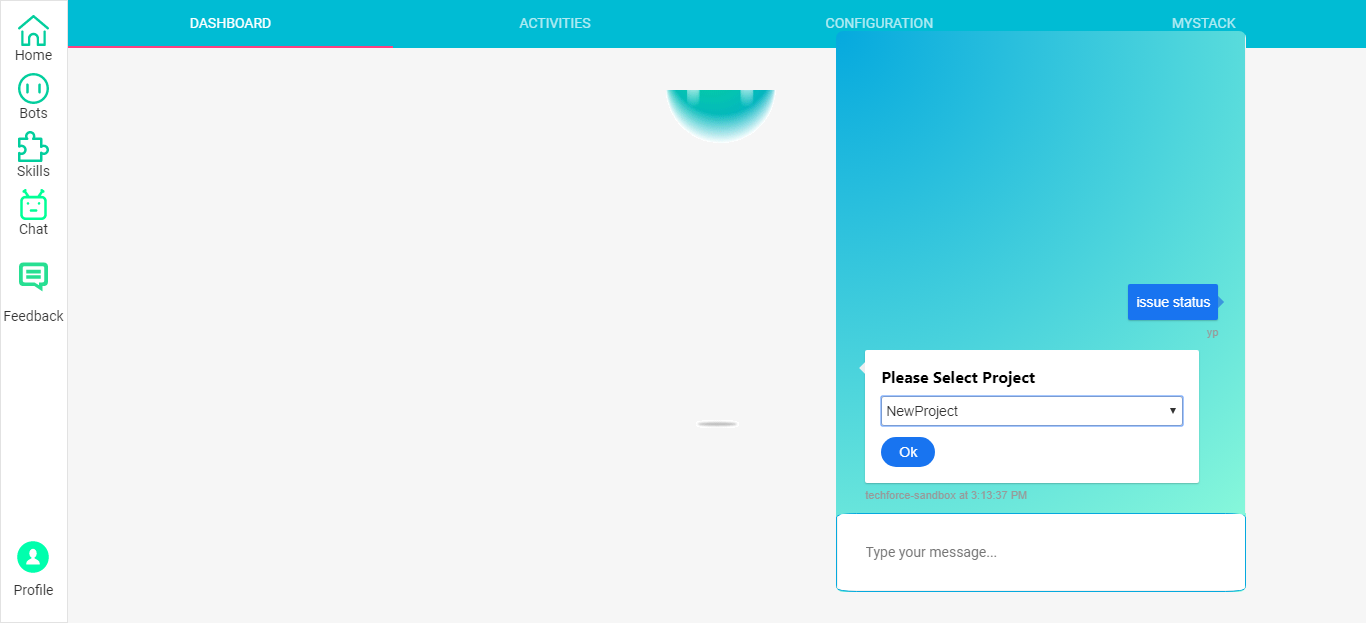 DASHBOARD
ACTIVITIES
CONFIGURATION
MYSTACK
Home
Bots
Skills
Chat
Feedback
Profile
issue status
yp
Please Select Project
NewProject
Ok
techforce-sandbox at 3:13:37 PM
Type your message...